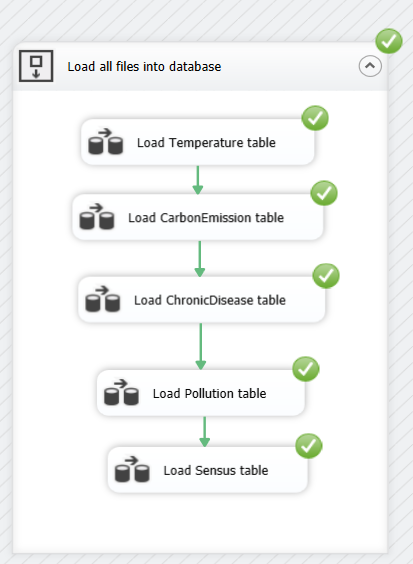 Load all files into database
Load Temperature table
Load CarbonEmission table
Load ChronicDisease table
Load Pollution table
Load Sensus table